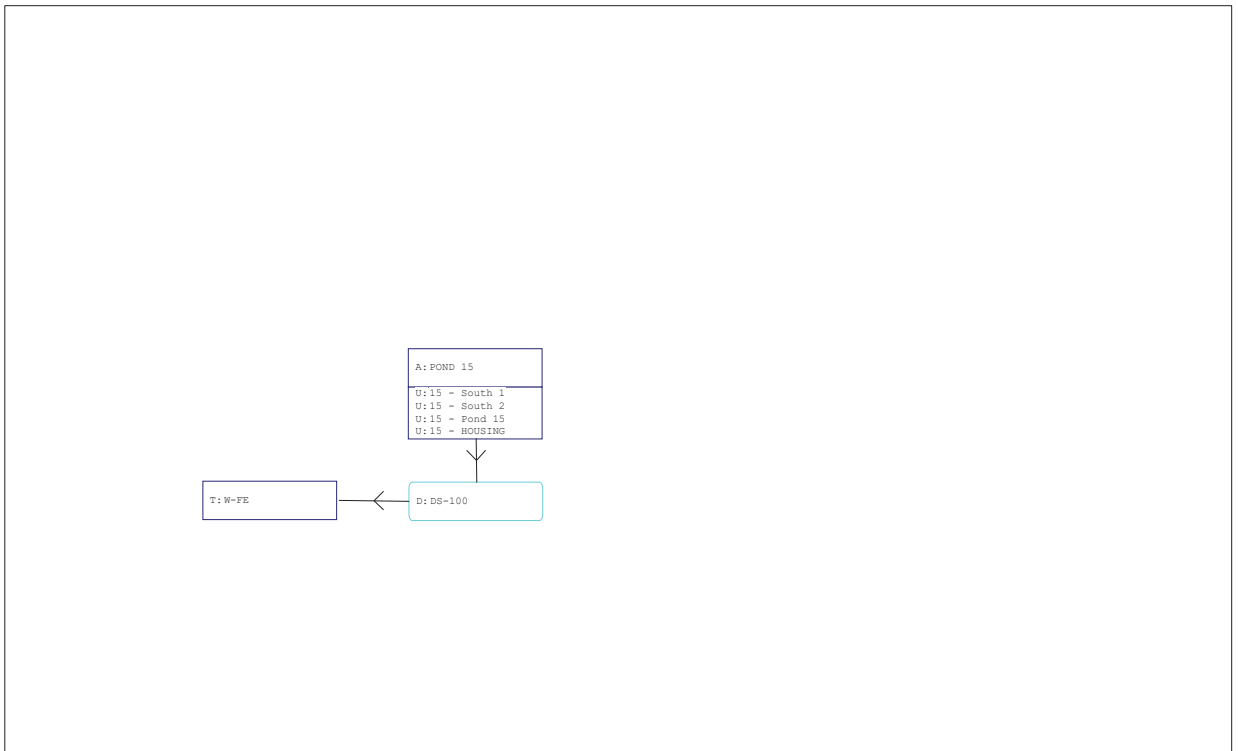 A:POND 15
U:15 - South 1
U:15 - South 2
U:15 - Pond 15
U:15 - HOUSING
T:W-FE
D:DS-100